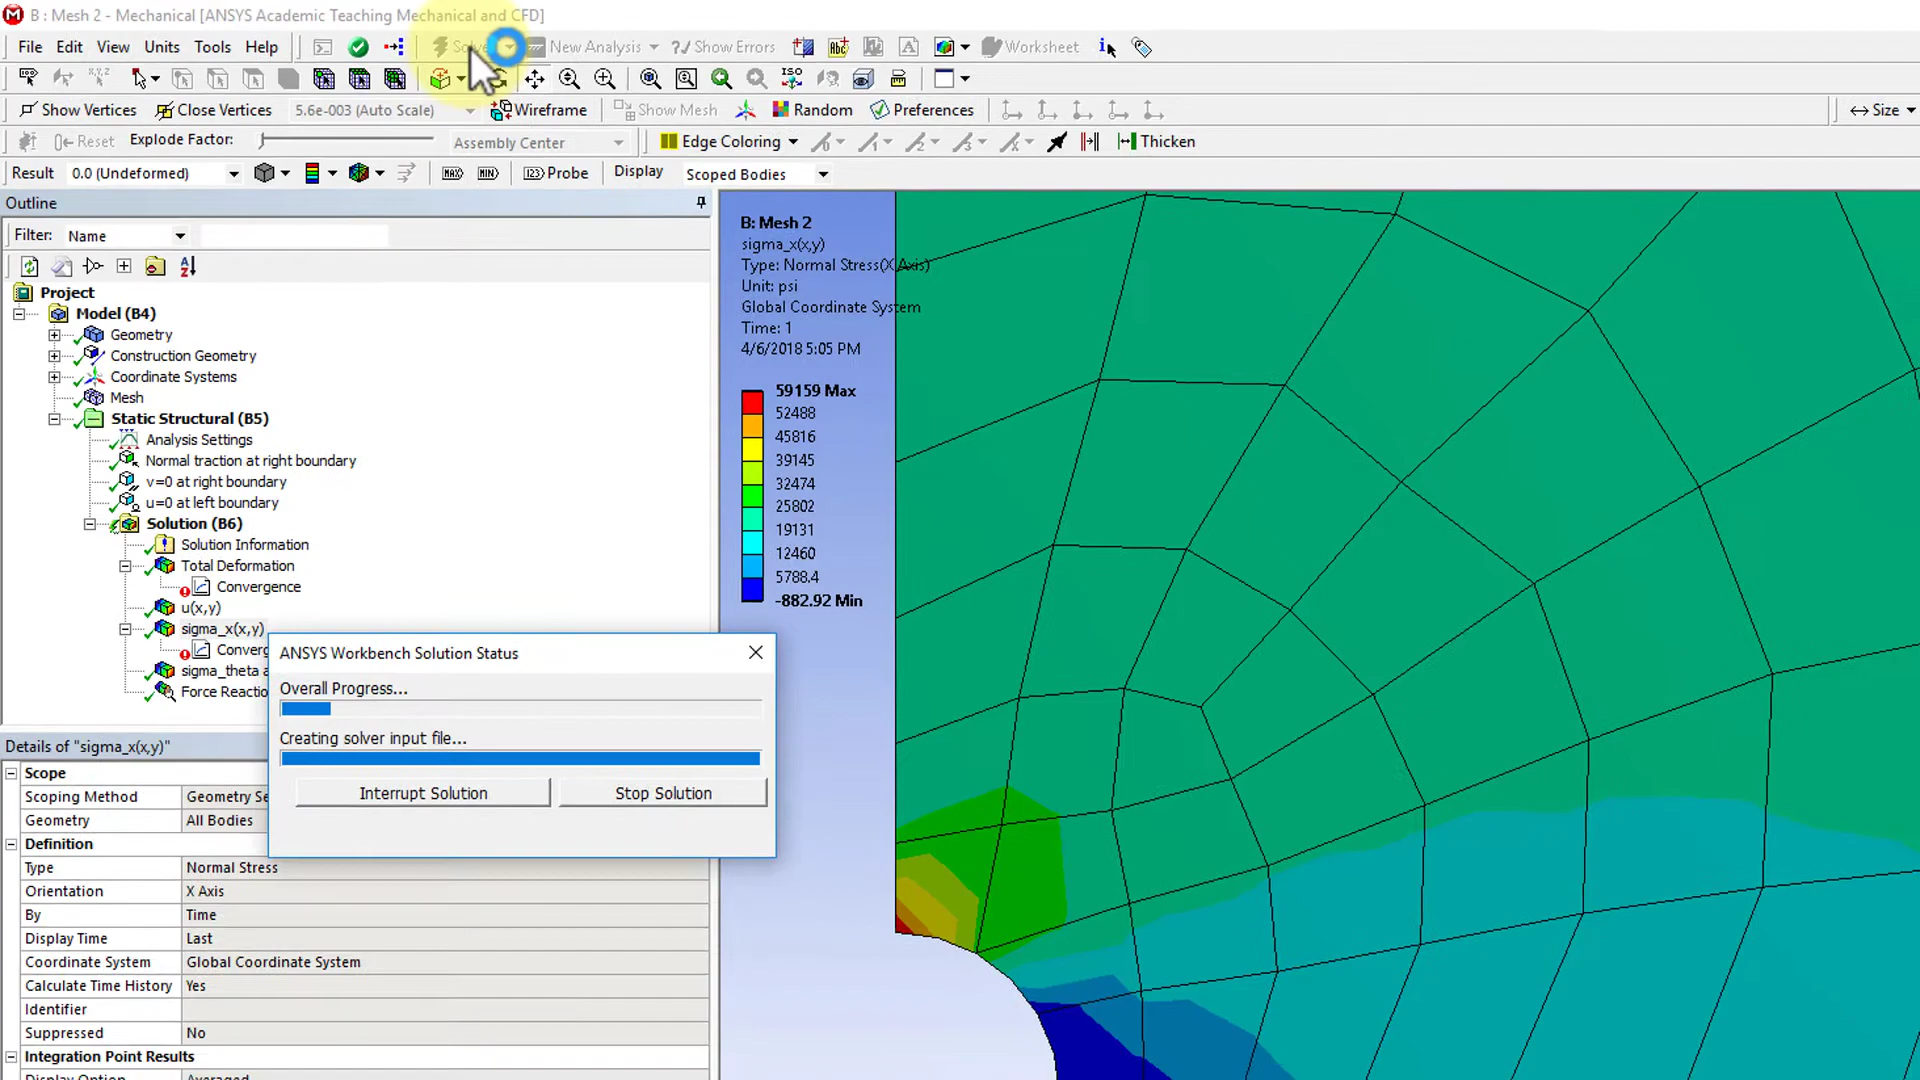 B : Mesh 2 - Mechanical [ANSYS Academic Teaching Mechanical and CFD]
File Edit View Units Tools Help Solve New Analysis ?/ Show Errors Worksheet
Show Vertices Close Vertices 5.6e-003 (Auto Scale) Wireframe Show Mesh Random Preferences Size
Reset Explode Factor: Assembly Center Edge Coloring Thicken
Result 0.0 (Undeformed) MAX MIN Probe Display Scoped Bodies
Outline
Filter: Name
Project
Model (B4)
Geometry
Construction Geometry
Coordinate Systems
Mesh
Static Structural (B5)
Analysis Settings
Normal traction at right boundary
v=0 at right boundary
u=0 at left boundary
Solution (B6)
Solution Information
Total Deformation
Convergence
u(x,y)
sigma_x(x,y)
Converg
sigma_theta a
Force Reactio
Details of "sigma_x(x,y)"
Scope
Scoping Method Geometry Se
Geometry All Bodies
Definition
Type Normal Stress
Orientation X Axis
By Time
Display Time Last
Coordinate System Global Coordinate System
Calculate Time History Yes
Identifier
Suppressed No
Integration Point Results
Display Option Averaged
ANSYS Workbench Solution Status
Overall Progress...
Creating solver input file...
Interrupt Solution Stop Solution
B: Mesh 2
sigma_x(x,y)
Type: Normal Stress(X Axis)
Unit: psi
Global Coordinate System
Time: 1
4/6/2018 5:05 PM
59159 Max
52488
45816
39145
32474
25802
19131
12460
5788.4
-882.92 Min